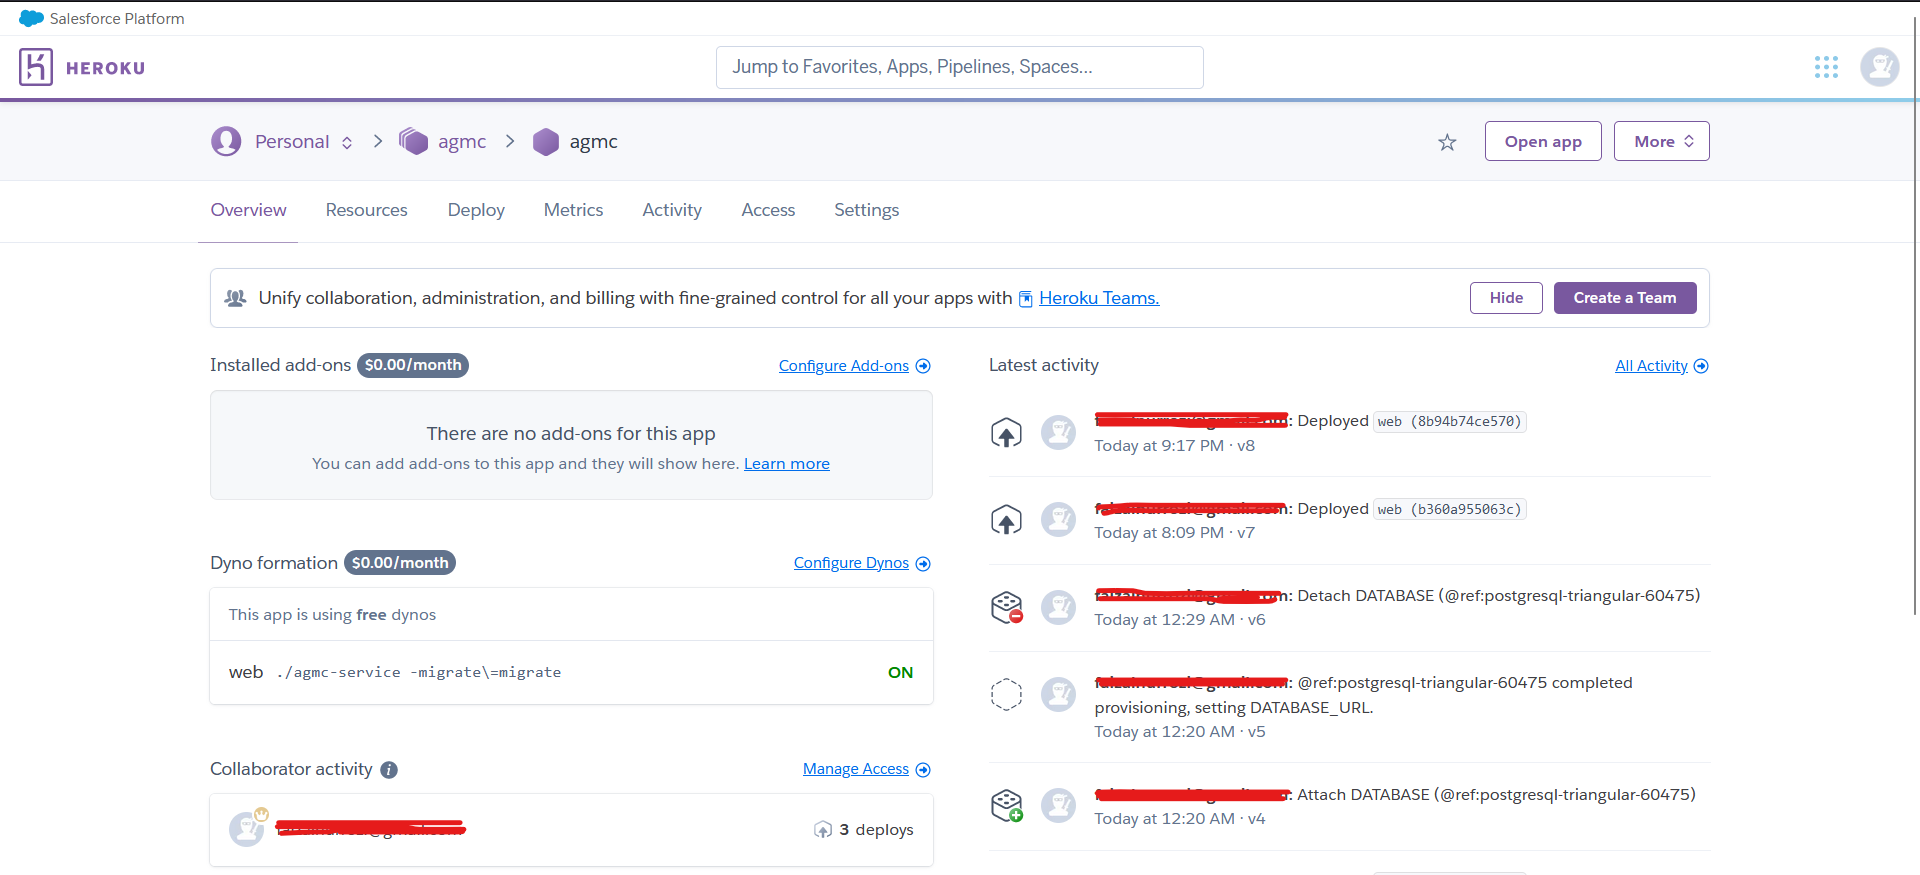 Salesforce Platform
HEROKU
Jump to Favorites, Apps, Pipelines, Spaces...
Personal
agmc
agmc
Open app
More
Overview
Resources
Deploy
Metrics
Activity
Access
Settings
Unify collaboration, administration, and billing with fine-grained control for all your apps with Heroku Teams.
Hide
Create a Team
Installed add-ons $0.00/month
Configure Add-ons
There are no add-ons for this app
You can add add-ons to this app and they will show here. Learn more
Dyno formation $0.00/month
Configure Dynos
This app is using free dynos
web ./agmc-service -migrate\=migrate
ON
Collaborator activity
Manage Access
3 deploys
Latest activity
All Activity
: Deployed web (8b94b74ce570)
Today at 9:17 PM · v8
: Deployed web (b360a955063c)
Today at 8:09 PM · v7
: Detach DATABASE (@ref:postgresql-triangular-60475)
Today at 12:29 AM · v6
: @ref:postgresql-triangular-60475 completed
provisioning, setting DATABASE_URL.
Today at 12:20 AM · v5
: Attach DATABASE (@ref:postgresql-triangular-60475)
Today at 12:20 AM · v4